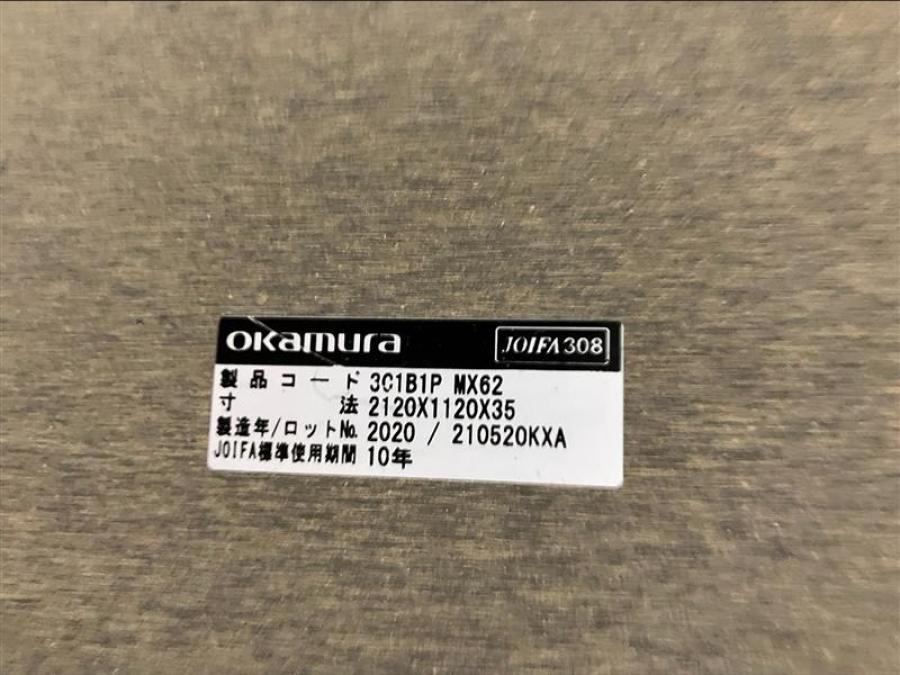 okamura JOIFA308
製品コード 3C1B1P MX62
寸法 2120X1120X35
製造年/ロットNo. 2020 / 210520KXA
JOIFA標準使用期間 10年